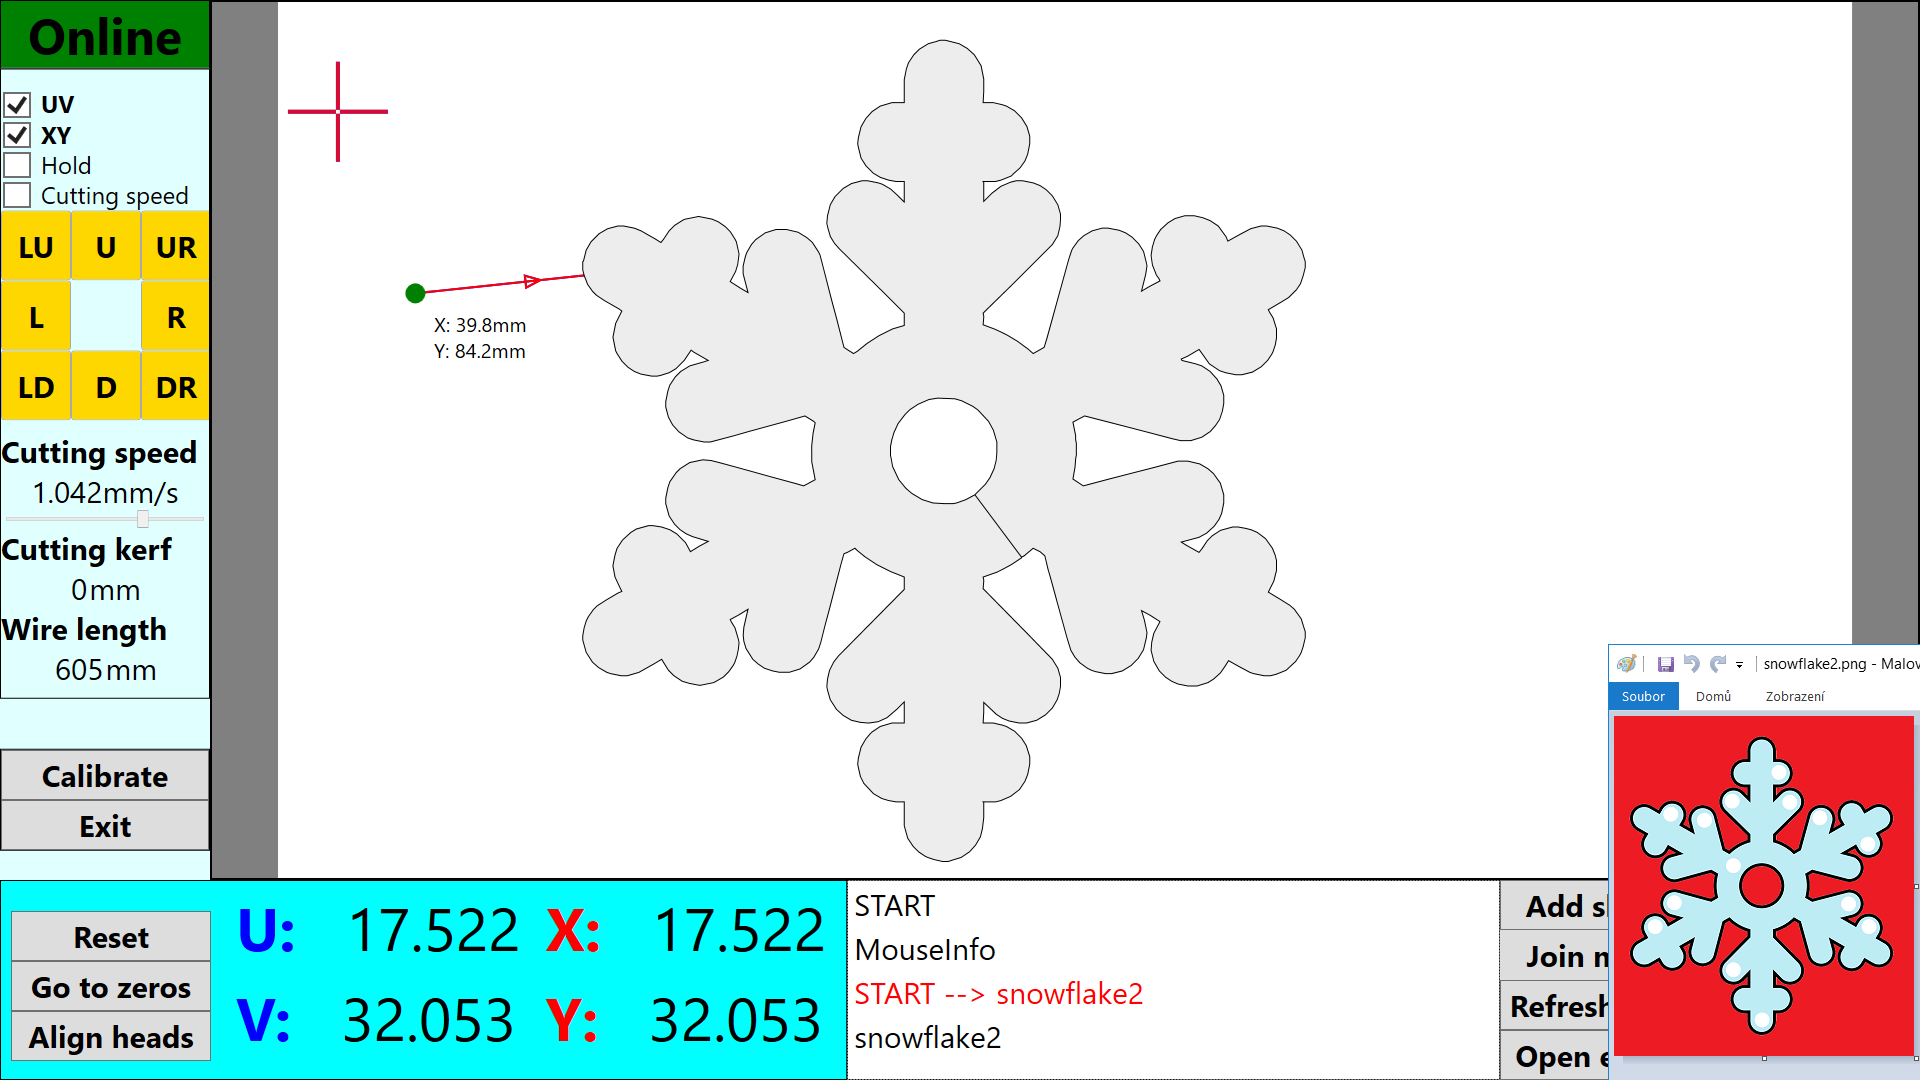 Online
UV
XY
Hold
Cutting speed
LU U UR
L R
LD D DR
Cutting speed
1.042mm/s
Cutting kerf
0mm
Wire length
605mm
Calibrate
Exit
X: 39.8mm
Y: 84.2mm
Reset
Go to zeros
Align heads
U: 17.522 X: 17.522
V: 32.053 Y: 32.053
START
MouseInfo
START --> snowflake2
snowflake2
Add
Join
Refresh
Open
snowflake2.png - Malov
Soubor Domů Zobrazení